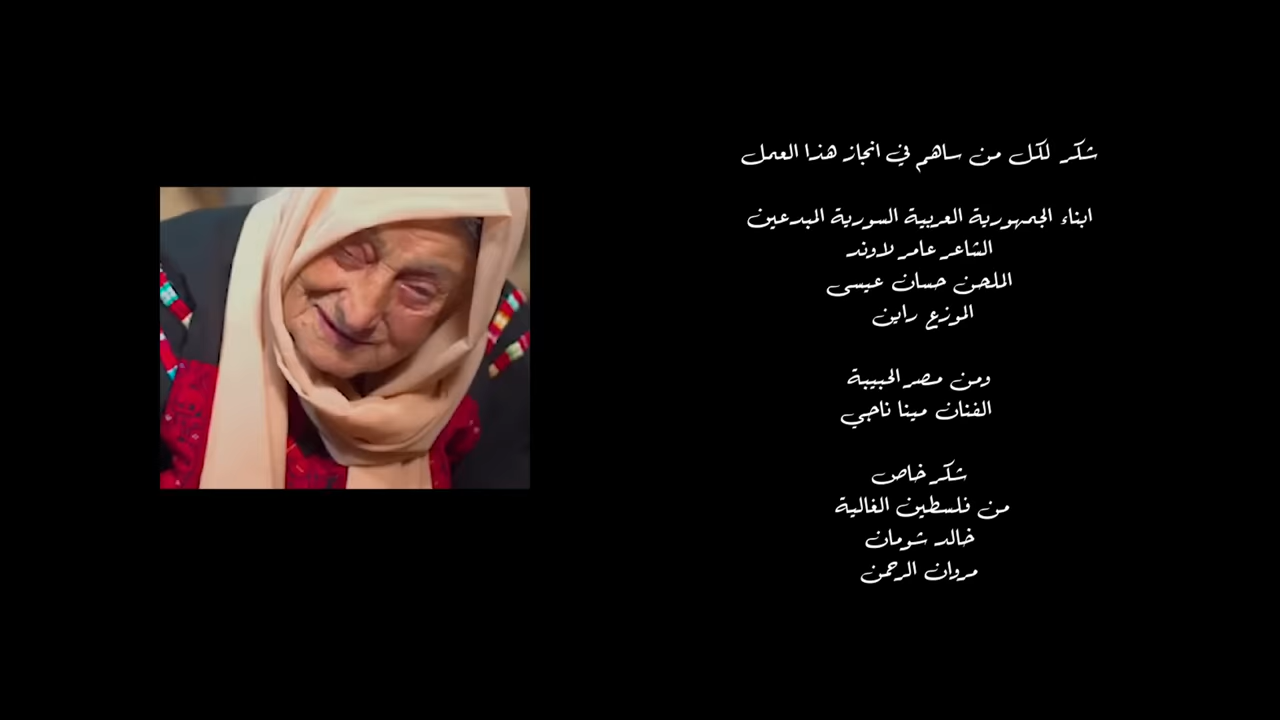 شكر لكل من ساهم في انجاز هذا العمل
ابناء الجمهورية العربية السورية المبدعين
الشاعر عامر لاوند
الملحن حسان عيسى
الموزع راين
ومن مصر الحبيبة
الفنان مينا ناجي
شكر خاص
من فلسطين الغالية
خالد شومان
مروان الرحمن